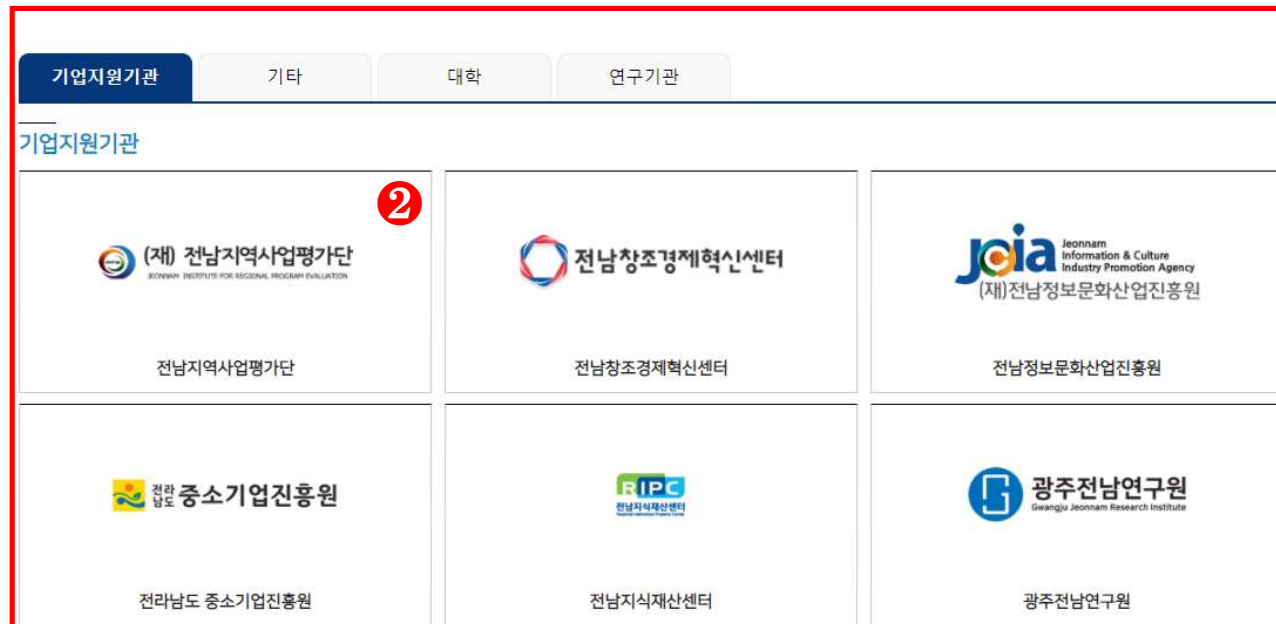 기업지원기관 기타 대학 연구기관
기업지원기관
2
(재) 전남지역사업평가단
JEONNAM INSTITUTE FOR REGIONAL PROGRAM EVALUATION
전남지역사업평가단
전남창조경제혁신센터
전남창조경제혁신센터
jcia Jeonnam
Information & Culture
Industry Promotion Agency
(재)전남정보문화산업진흥원
전남정보문화산업진흥원
전라
남도 중소기업진흥원
전라남도 중소기업진흥원
RIPC
전남지식재산센터
전남지식재산센터
광주전남연구원
Gwangju Jeonnam Research Institute
광주전남연구원